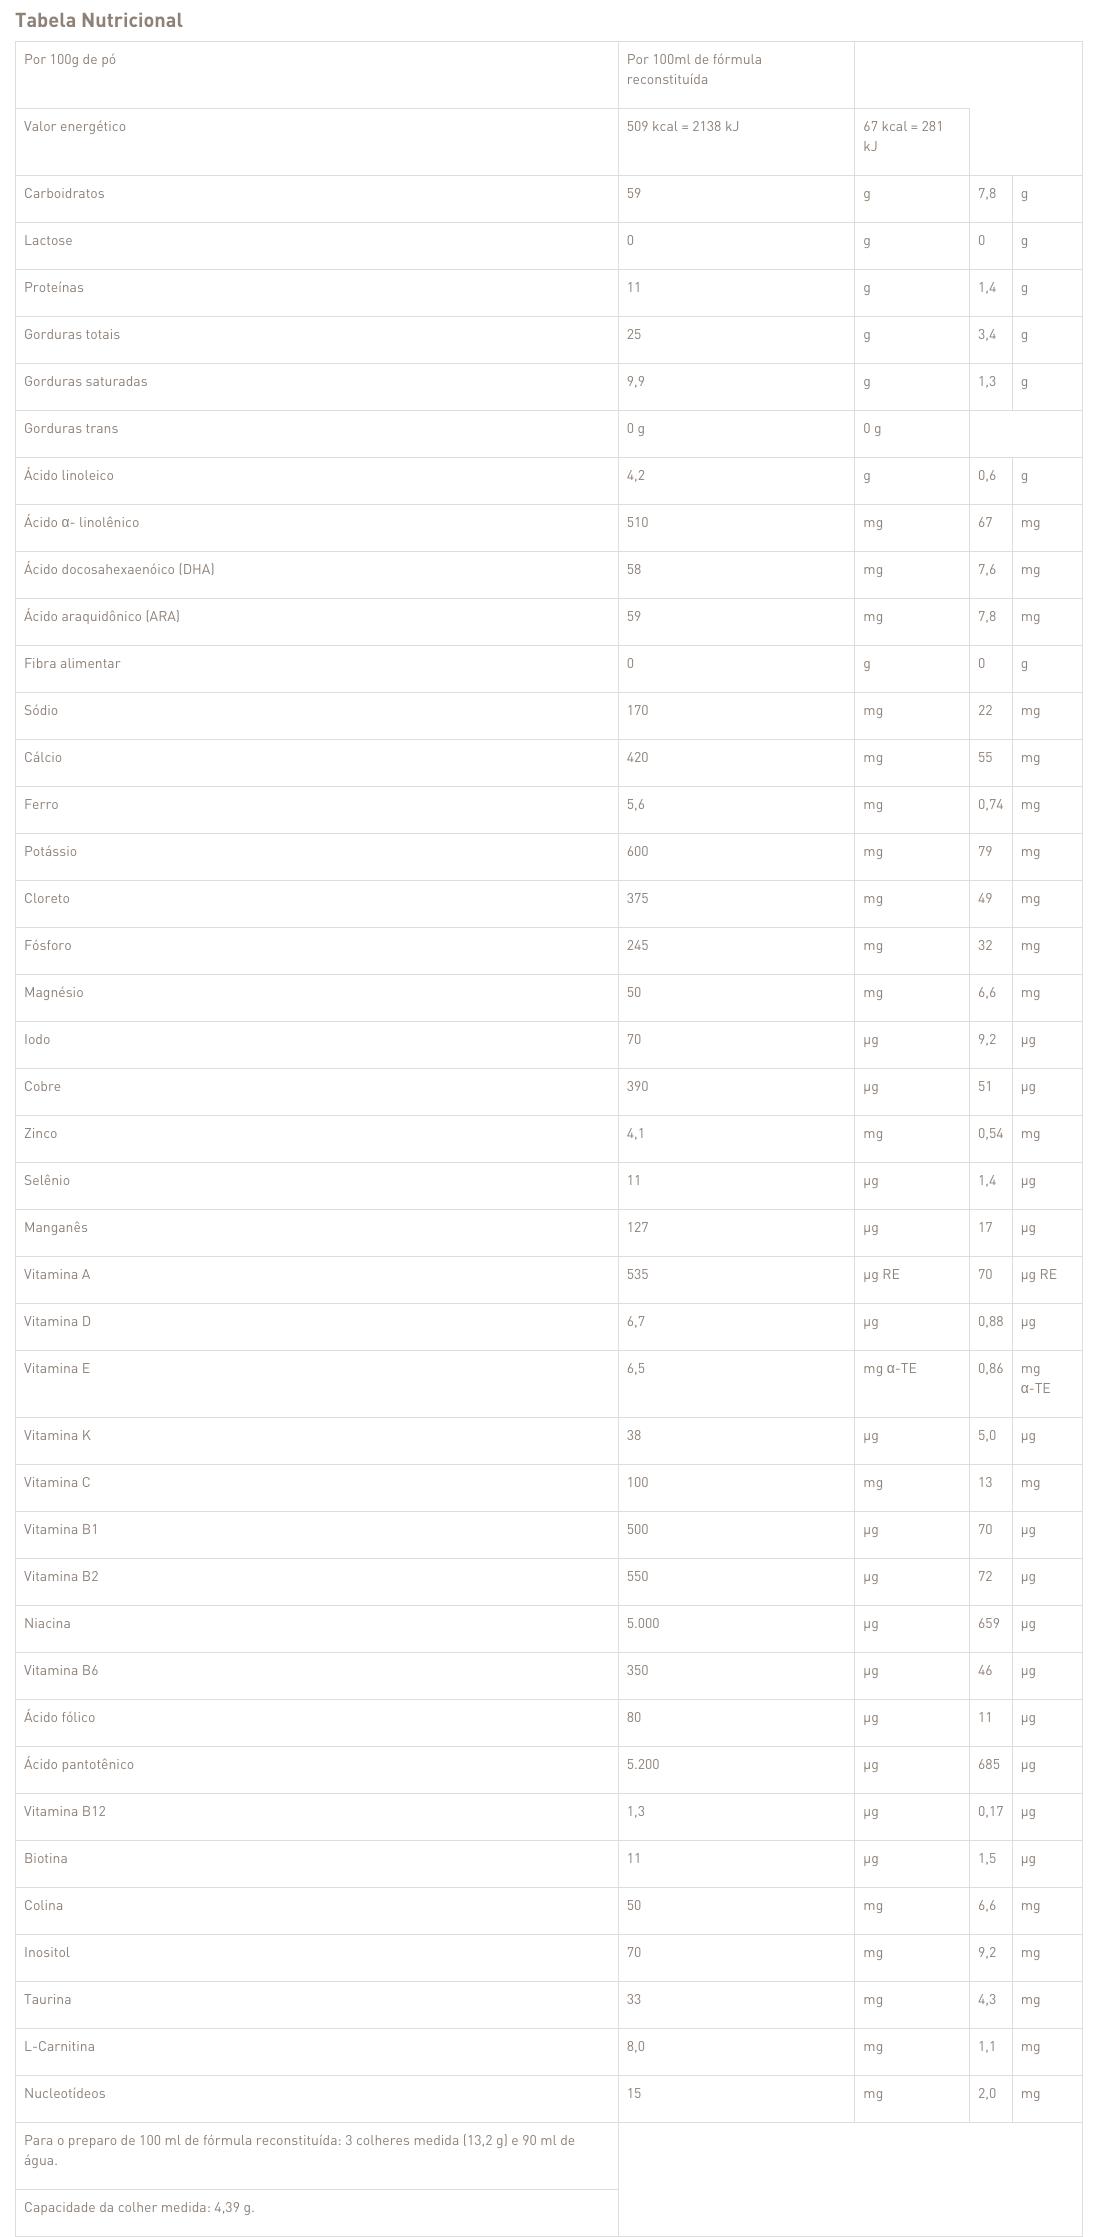 Tabela Nutricional
Por 100g de pó Por 100ml de fórmula
reconstituída
Valor energético 509 kcal = 2138 kJ 67 kcal = 281
kJ
Carboidratos 59 g 7,8 g
Lactose 0 g 0 g
Proteínas 11 g 1,4 g
Gorduras totais 25 g 3,4 g
Gorduras saturadas 9,9 g 1,3 g
Gorduras trans 0 g 0 g
Ácido linoleico 4,2 g 0,6 g
Ácido α- linolênico 510 mg 67 mg
Ácido docosahexaenóico (DHA) 58 mg 7,6 mg
Ácido araquidônico (ARA) 59 mg 7,8 mg
Fibra alimentar 0 g 0 g
Sódio 170 mg 22 mg
Cálcio 420 mg 55 mg
Ferro 5,6 mg 0,74 mg
Potássio 600 mg 79 mg
Cloreto 375 mg 49 mg
Fósforo 245 mg 32 mg
Magnésio 50 mg 6,6 mg
Iodo 70 µg 9,2 µg
Cobre 390 µg 51 µg
Zinco 4,1 mg 0,54 mg
Selênio 11 µg 1,4 µg
Manganês 127 µg 17 µg
Vitamina A 535 µg RE 70 µg RE
Vitamina D 6,7 µg 0,88 µg
Vitamina E 6,5 mg α-TE 0,86 mg
α-TE
Vitamina K 38 µg 5,0 µg
Vitamina C 100 mg 13 mg
Vitamina B1 500 µg 70 µg
Vitamina B2 550 µg 72 µg
Niacina 5.000 µg 659 µg
Vitamina B6 350 µg 46 µg
Ácido fólico 80 µg 11 µg
Ácido pantotênico 5.200 µg 685 µg
Vitamina B12 1,3 µg 0,17 µg
Biotina 11 µg 1,5 µg
Colina 50 mg 6,6 mg
Inositol 70 mg 9,2 mg
Taurina 33 mg 4,3 mg
L-Carnitina 8,0 mg 1,1 mg
Nucleotídeos 15 mg 2,0 mg
Para o preparo de 100 ml de fórmula reconstituída: 3 colheres medida (13,2 g) e 90 ml de
água.
Capacidade da colher medida: 4,39 g.